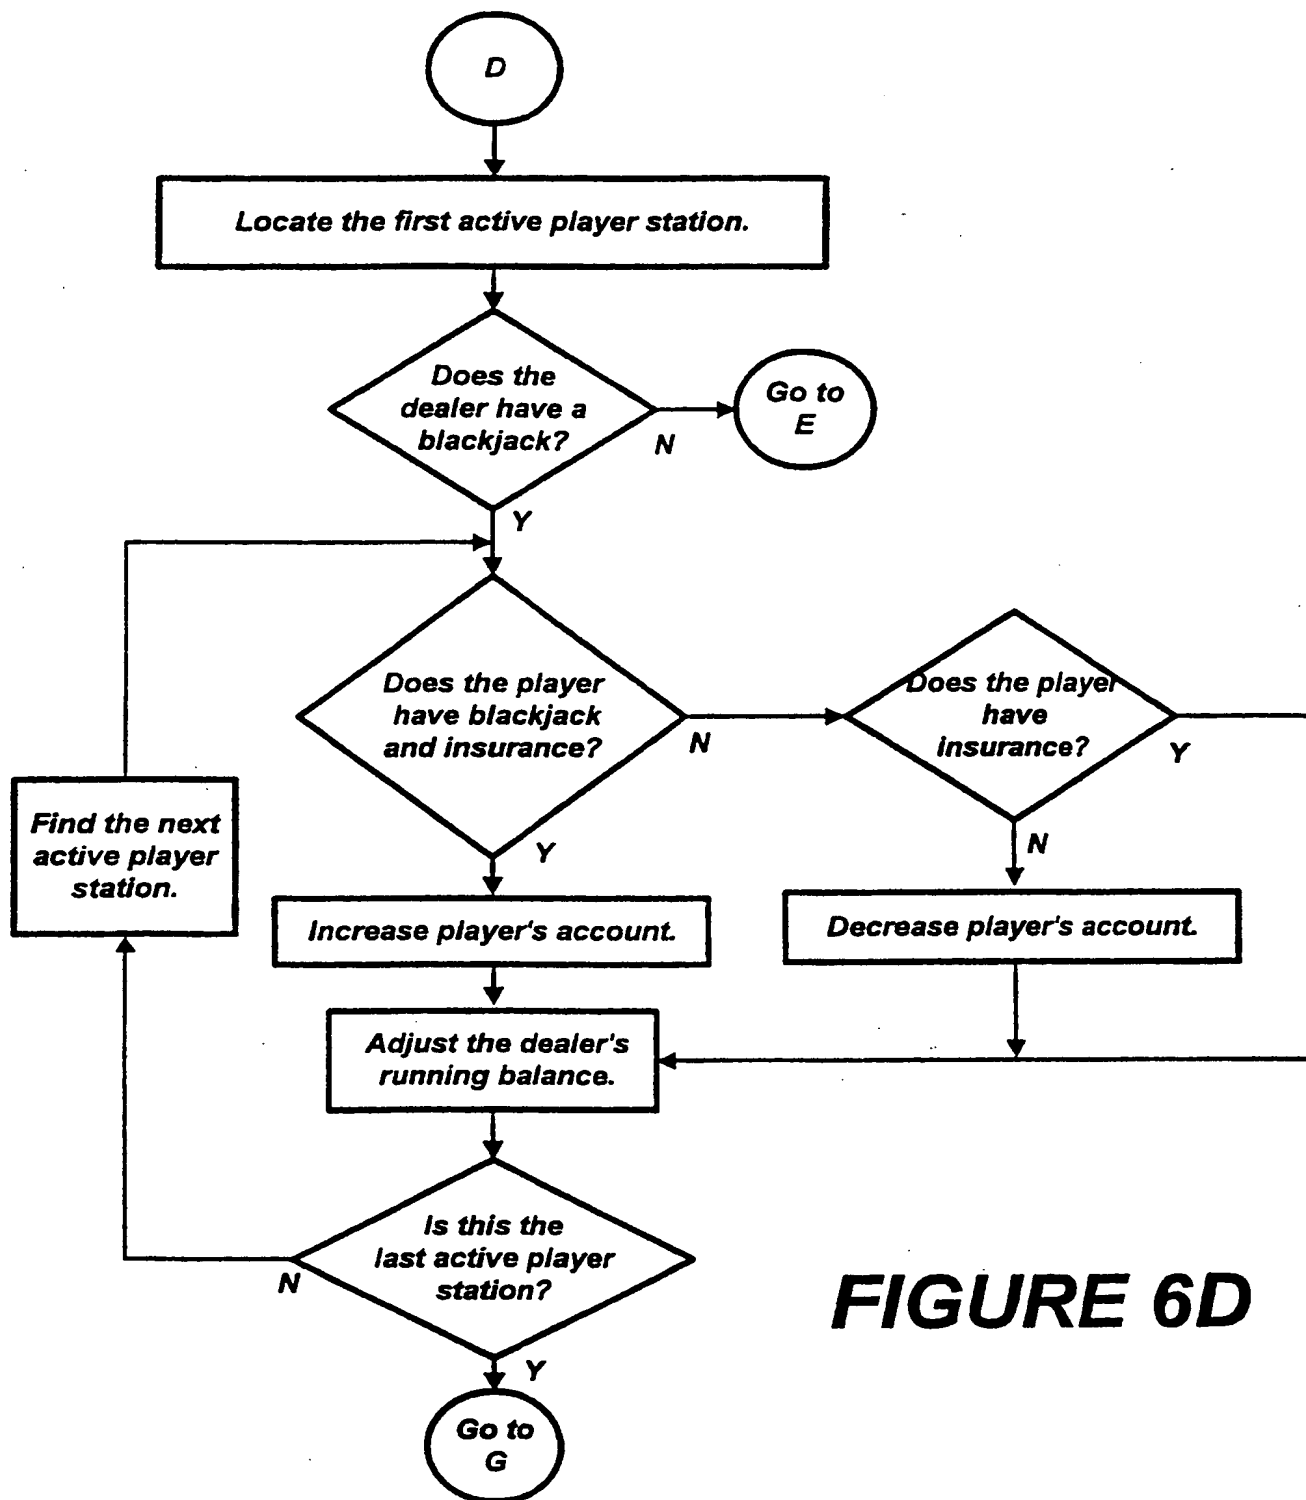 D
Locate the first active player station.
Does the
dealer have a
blackjack?
N
Go to
E
Y
Does the player
have blackjack
and insurance?
N
Does the player
have
insurance?
Y
Find the next
active player
station.
Y
N
Increase player's account.
Decrease player's account.
Adjust the dealer's
running balance.
Is this the
last active player
station?
N
Y
Go to
G
FIGURE 6D